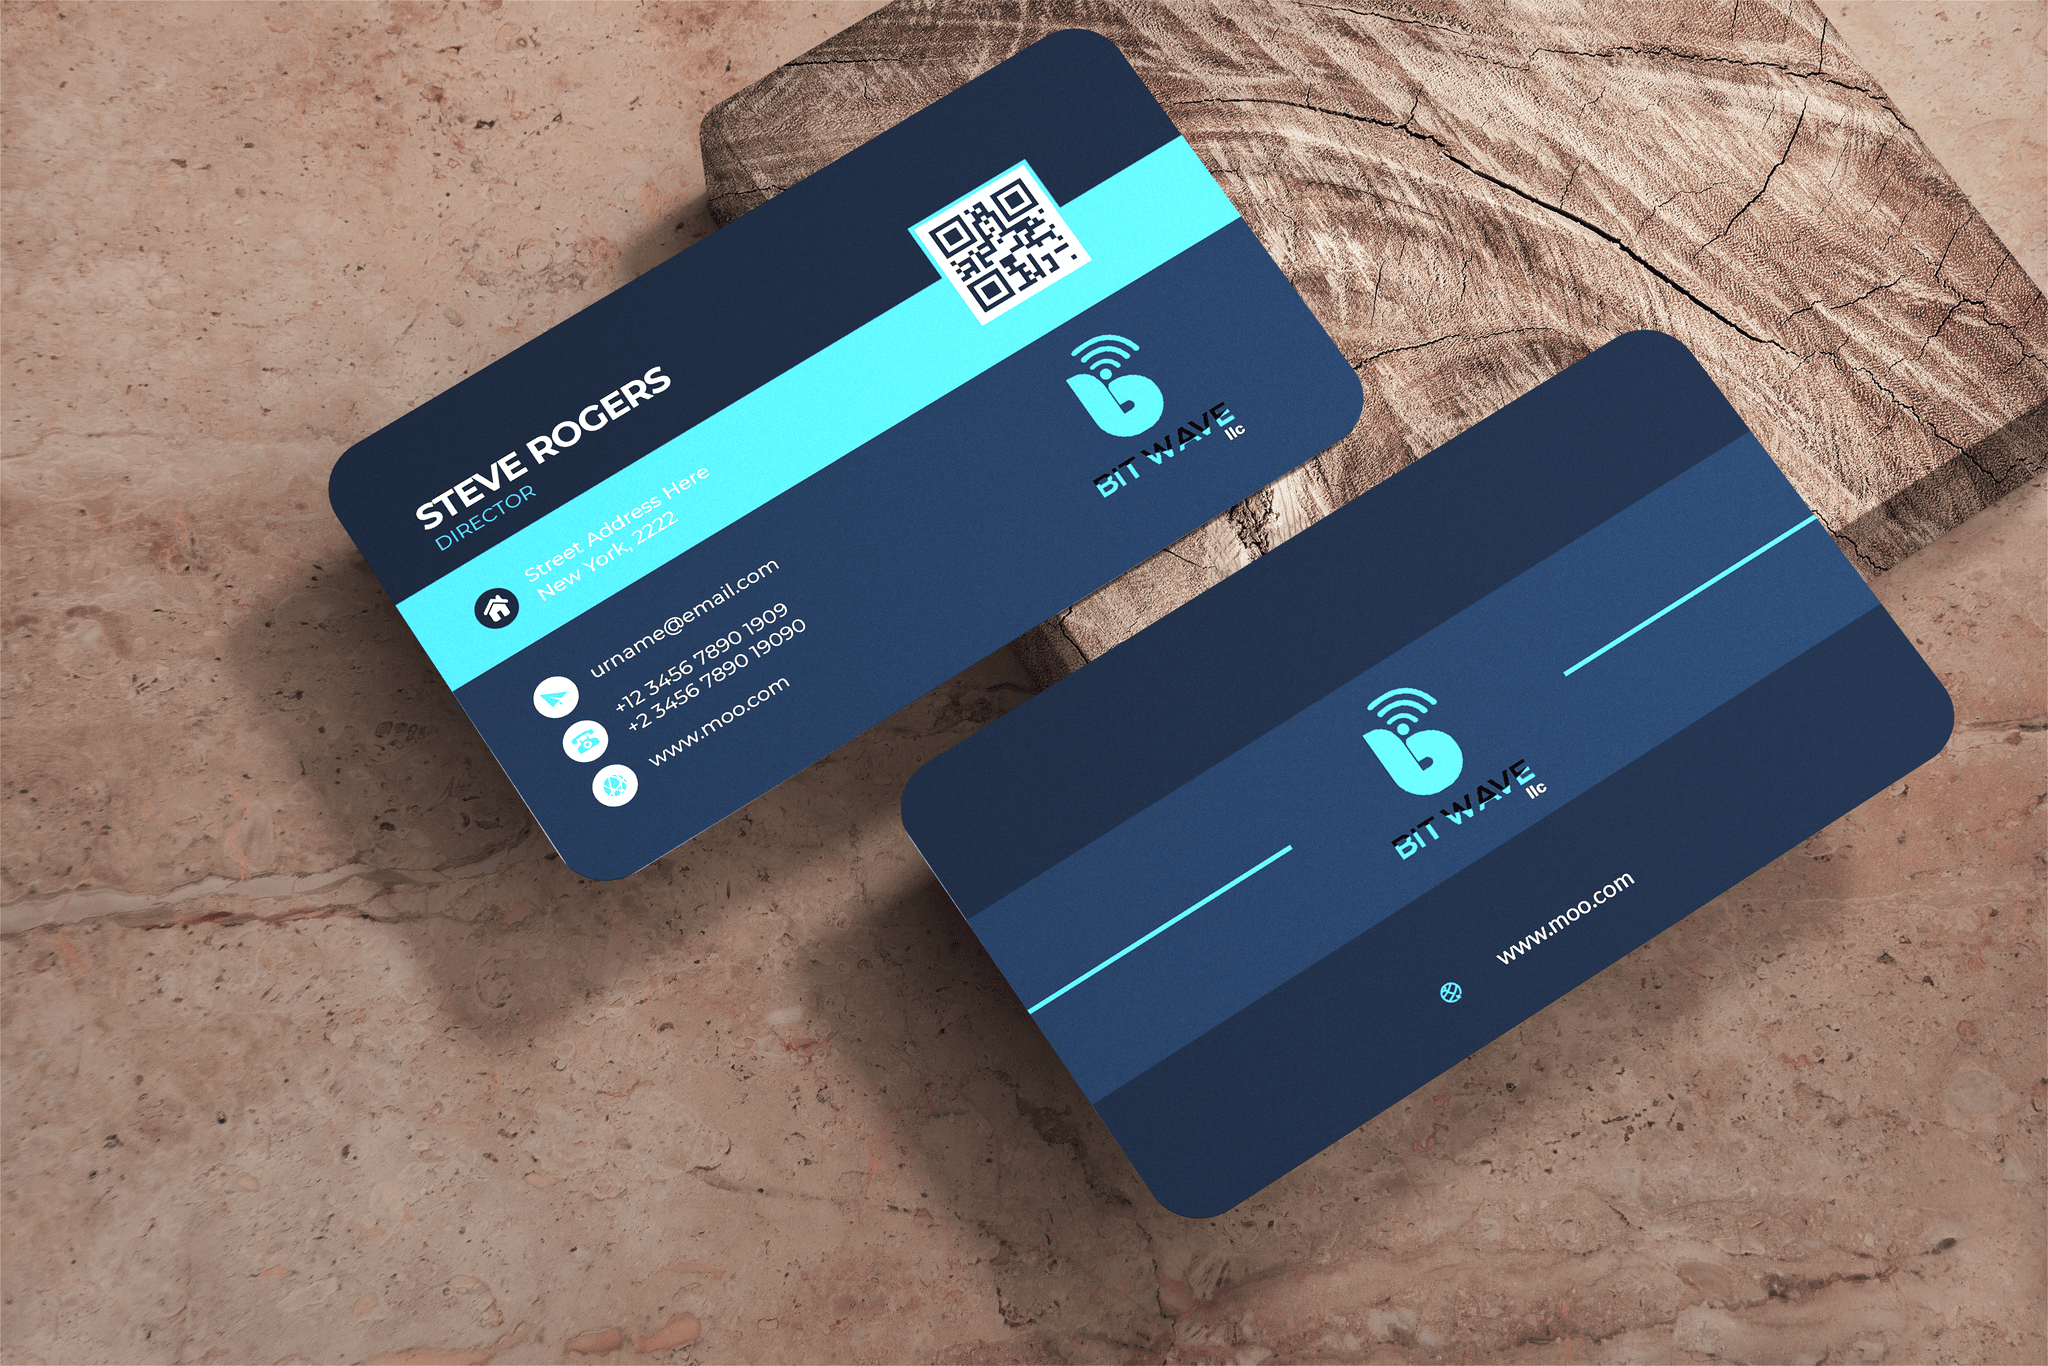 STEVE ROGERS
DIRECTOR
Street Address Here
New York, 2222
urname@email.com
+12 3456 7890 1909
+2 3456 7890 19090
www.moo.com
BIT WAVE
llc
BIT WAVE
llc
www.moo.com